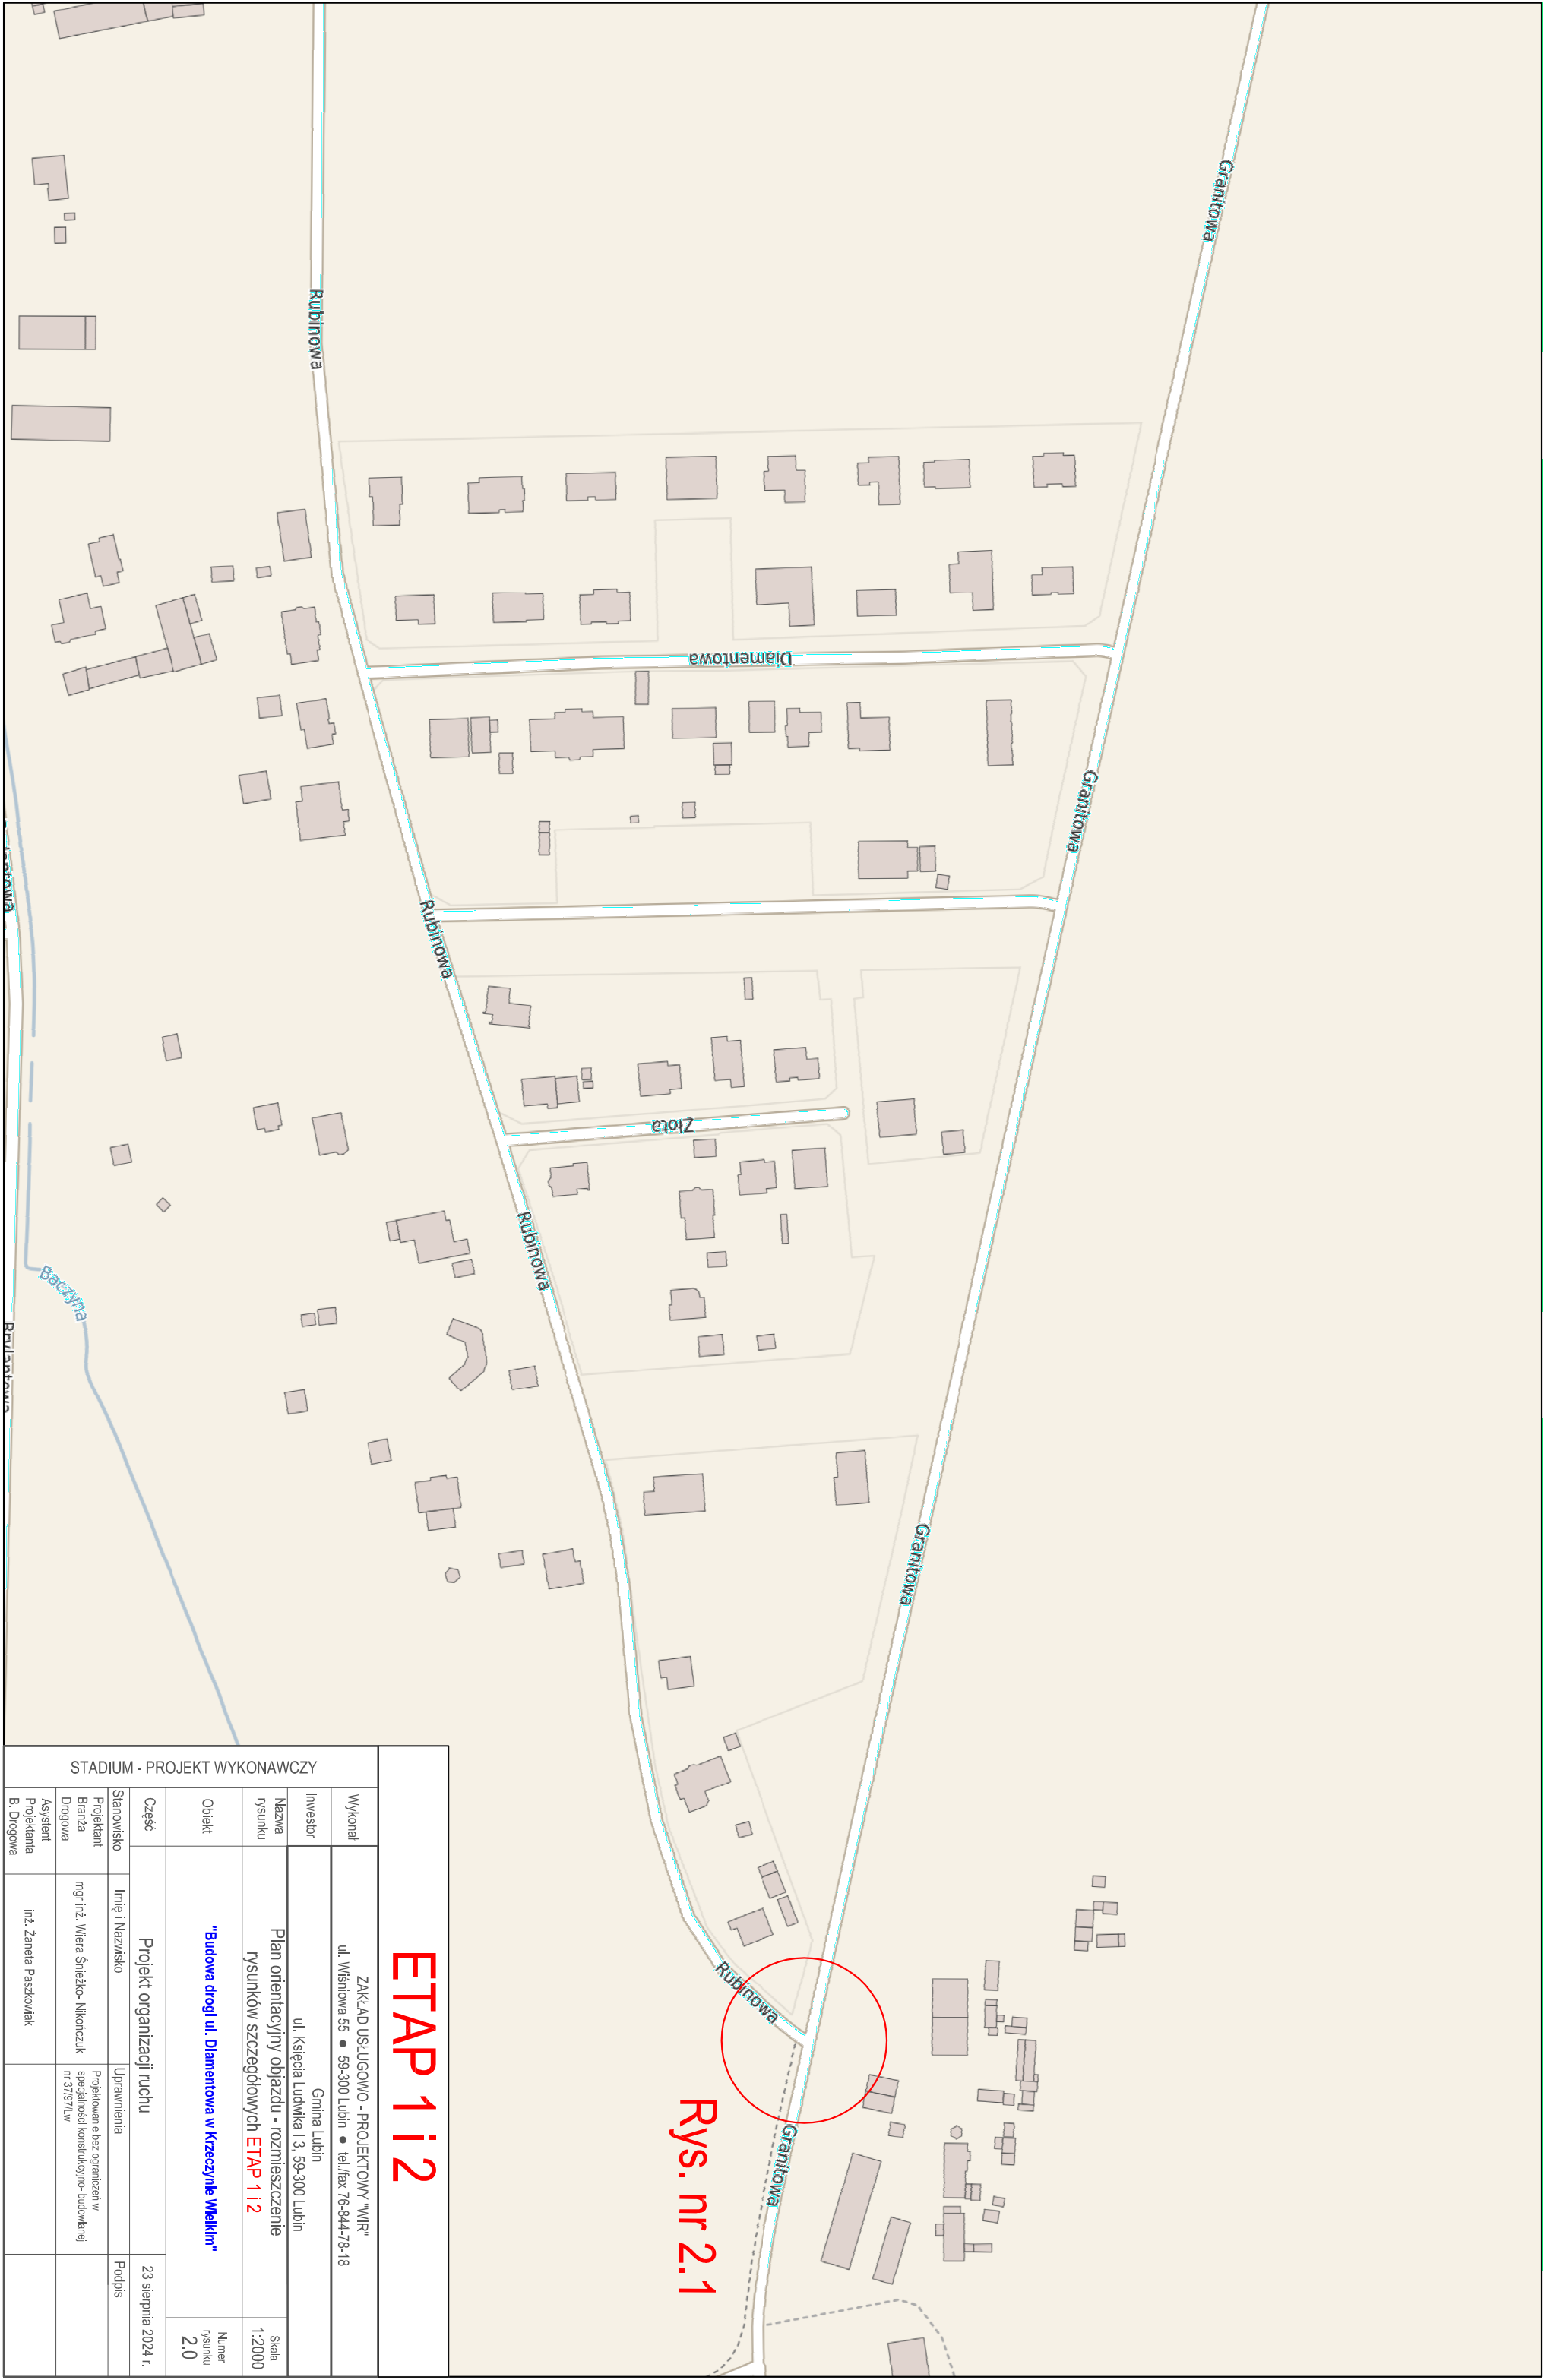 Granitowa
Rubinowa
Diamentowa
Granitowa
Rubinowa
Złota
Rubinowa
Baczyna
Brylantowa
Granitowa
Rubinowa
Granitowa
Rys. nr 2.1
ETAP 1 i 2
STADIUM - PROJEKT WYKONAWCZY
Wykonał
ZAKŁAD USŁUGOWO - PROJEKTOWY "WIR"
ul. Wiśniowa 55 ● 59-300 Lubin ● tel./fax 76-844-78-18
Inwestor
Gmina Lubin
ul. Księcia Ludwika I 3, 59-300 Lubin
Nazwa
rysunku
Plan orientacyjny objazdu - rozmieszczenie
rysunków szczegółowych ETAP 1 i 2
Skala
1:2000
Obiekt
"Budowa drogi ul. Diamentowa w Krzeczynie Wielkim"
Numer
rysunku
2.0
Część
Projekt organizacji ruchu
23 sierpnia 2024 r.
Stanowisko Imię i Nazwisko Uprawnienia Podpis
Projektant
Branża
Drogowa
mgr inż. Wiera Śnieżko- Nikończuk
Projektowanie bez ograniczeń w
specjalności konstrukcyjno- budowlanej
nr 37/97/Lw
Asystent
Projektanta
B. Drogowa
inż. Żaneta Paszkowiak